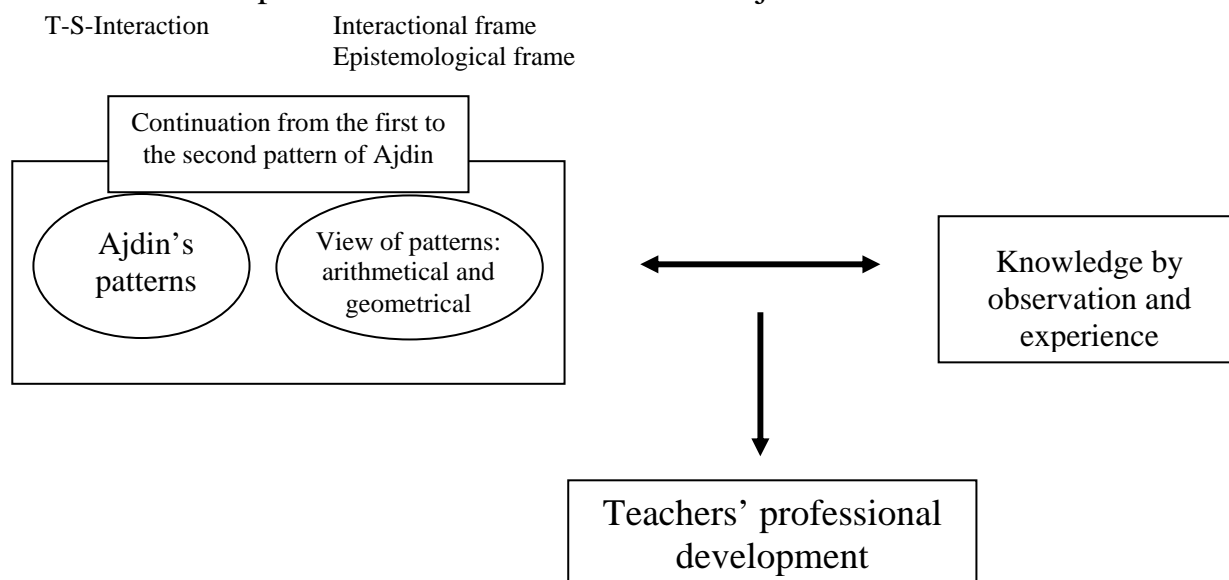 T-S-Interaction
Interactional frame
Epistemological frame
Continuation from the first to
the second pattern of Ajdin
Ajdin's
patterns
View of patterns:
arithmetical and
geometrical
Knowledge by
observation and
experience
Teachers' professional
development